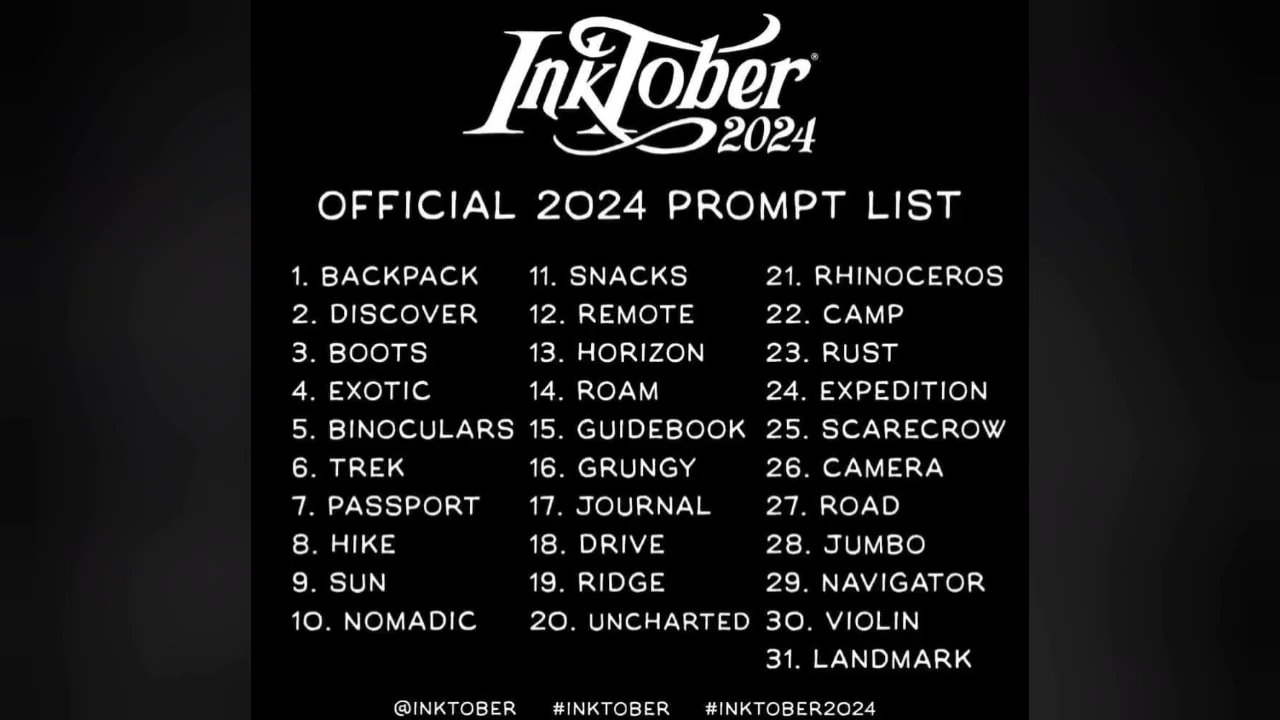 InkTober®
2024
OFFICIAL 2024 PROMPT LIST
1. BACKPACK
2. DISCOVER
3. BOOTS
4. EXOTIC
5. BINOCULARS
6. TREK
7. PASSPORT
8. HIKE
9. SUN
10. NOMADIC
11. SNACKS
12. REMOTE
13. HORIZON
14. ROAM
15. GUIDEBOOK
16. GRUNGY
17. JOURNAL
18. DRIVE
19. RIDGE
20. UNCHARTED
21. RHINOCEROS
22. CAMP
23. RUST
24. EXPEDITION
25. SCARECROW
26. CAMERA
27. ROAD
28. JUMBO
29. NAVIGATOR
30. VIOLIN
31. LANDMARK
@INKTOBER #INKTOBER #INKTOBER2024